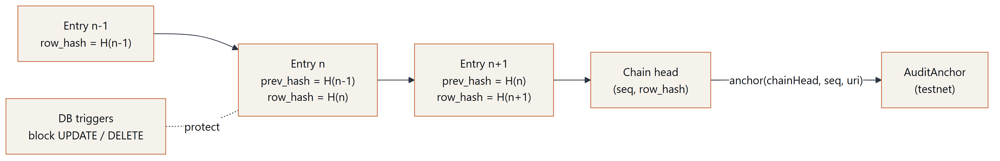 Entry n-1
row_hash = H(n-1)
DB triggers
block UPDATE / DELETE
protect
Entry n
prev_hash = H(n-1)
row_hash = H(n)
Entry n+1
prev_hash = H(n)
row_hash = H(n+1)
Chain head
(seq, row_hash)
anchor(chainHead, seq, uri)
AuditAnchor
(testnet)